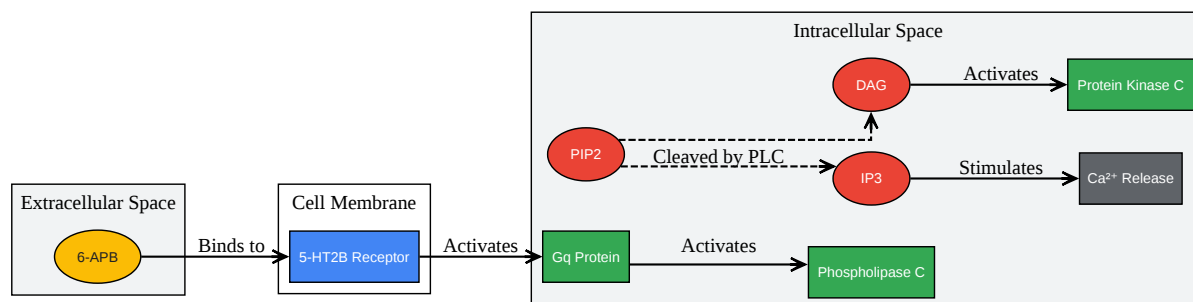 Intracellular Space
DAG
Activates
Protein Kinase C
PIP2
Cleaved by PLC
IP3
Stimulates
Ca²⁺ Release
Extracellular Space
6-APB
Binds to
Cell Membrane
5-HT2B Receptor
Activates
Gq Protein
Activates
Phospholipase C